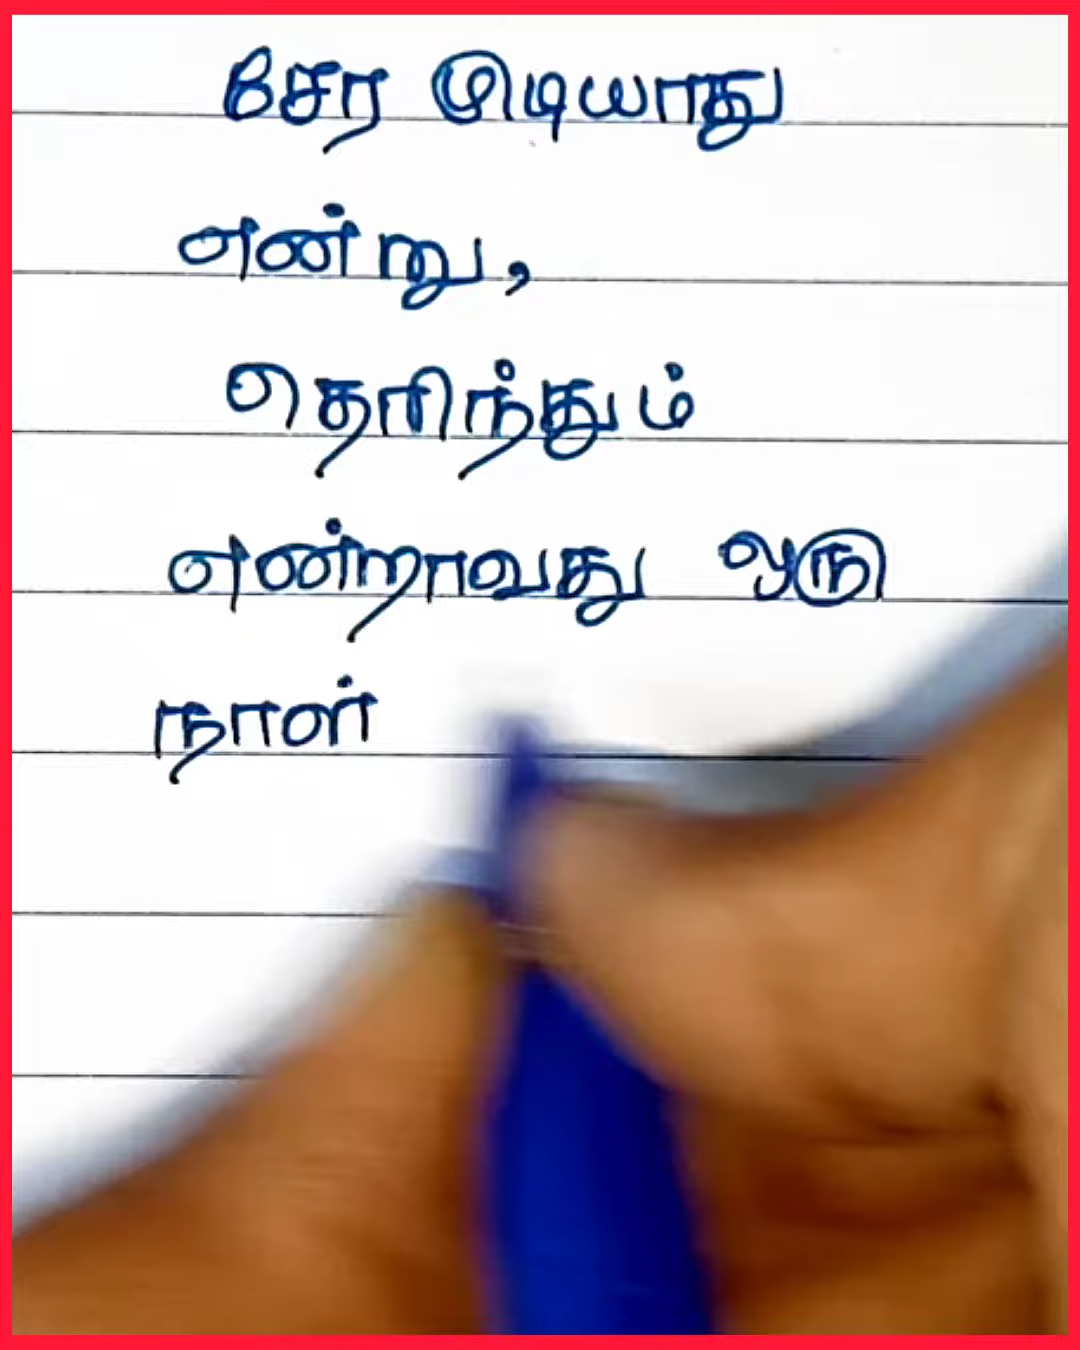 சேர முடியாது
என்று,
தெரிந்தும்
என்றாவது ஒரு
நாள்